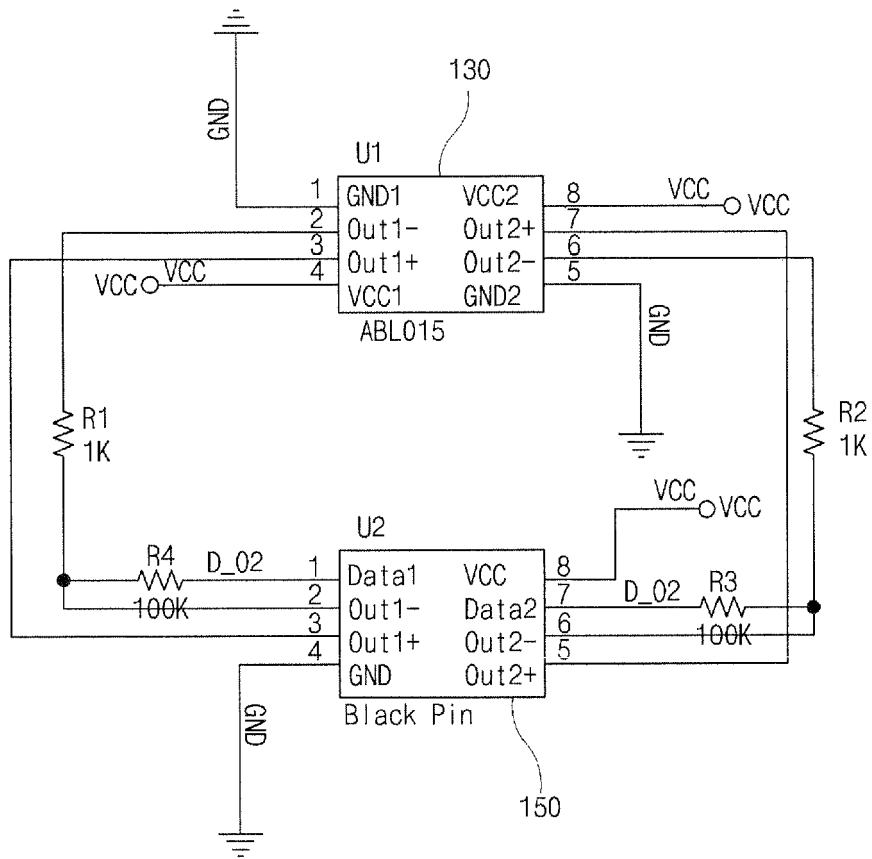 130
GND
U1
1 GND1 VCC2 8 VCC VCC
2 Out1- Out2+ 7
3 Out1+ Out2- 6
VCC VCC 4 VCC1 GND2 5
ABL015
GND
R1
1K
R2
1K
VCC VCC
U2
R4 D_02 1 Data1 VCC 8
100K 2 Out1- Data2 7 D_02 R3
3 Out1+ Out2- 6 100K
4 GND Out2+ 5
Black Pin
GND
150